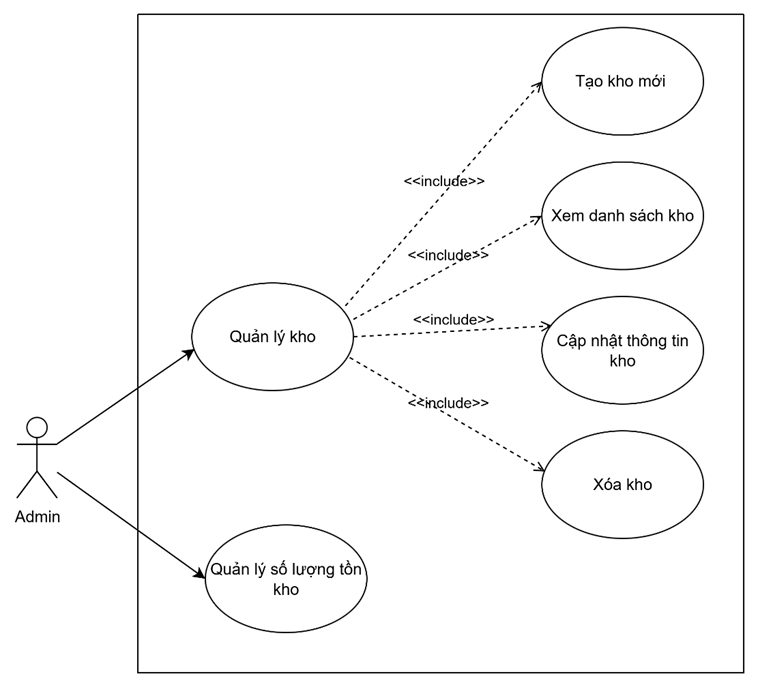 Tạo kho mới
<<include>>
Xem danh sách kho
<<include>>
Quản lý kho
<<include>>
Cập nhật thông tin
kho
<<include>>
Xóa kho
Admin
Quản lý số lượng tồn
kho